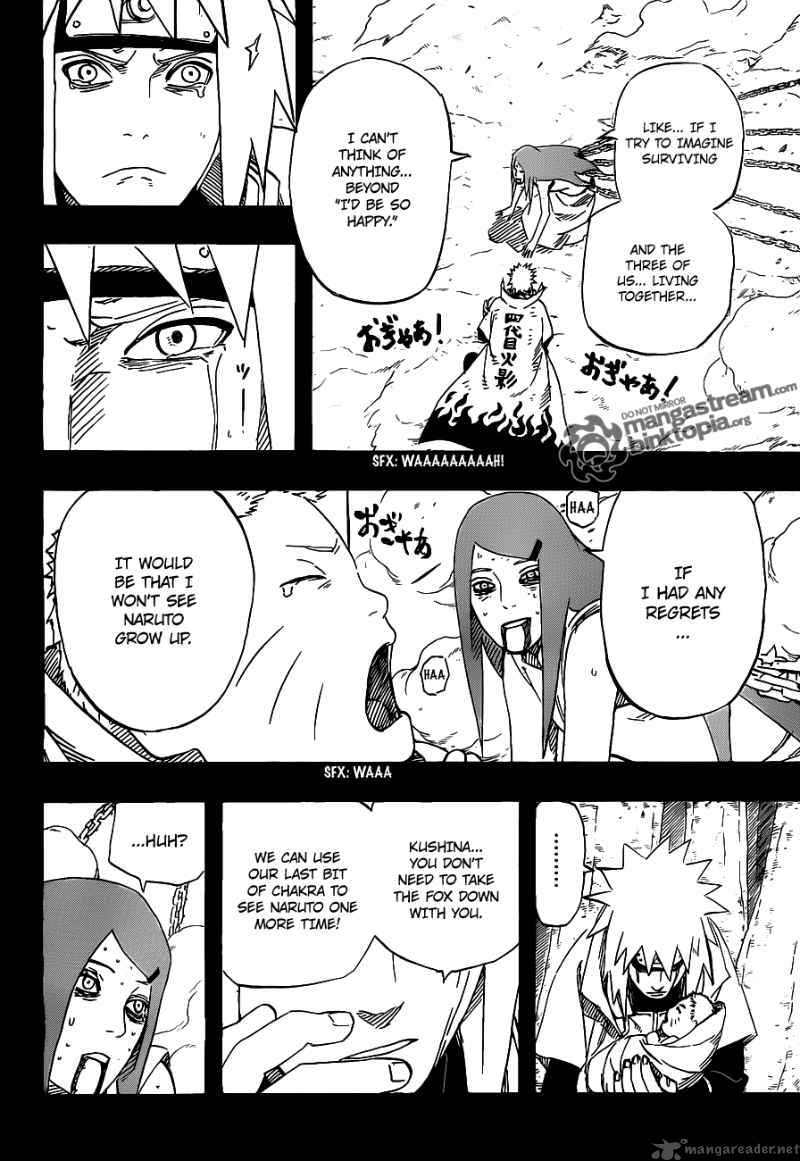 LIKE... IF I
TRY TO IMAGINE
SURVIVING
AND THE
THREE OF
US... LIVING
TOGETHER...
I CAN'T
THINK OF
ANYTHING...
BEYOND
"I'D BE SO
HAPPY."
四代目火影
おぎゃあ!
おぎゃあ!
DO NOT MIRROR
mangastream.com
binktopia.org
SFX: WAAAAAAAAAH!
IF
I HAD ANY
REGRETS
...
HAA
HAA
おぎゃあ
IT WOULD
BE THAT I
WON'T SEE
NARUTO
GROW UP.
SFX: WAAA
.........
KUSHINA...
YOU DON'T
NEED TO TAKE
THE FOX DOWN
WITH YOU.
WE CAN USE
OUR LAST BIT
OF CHAKRA TO
SEE NARUTO ONE
MORE TIME!
...HUH?
mangareader.net